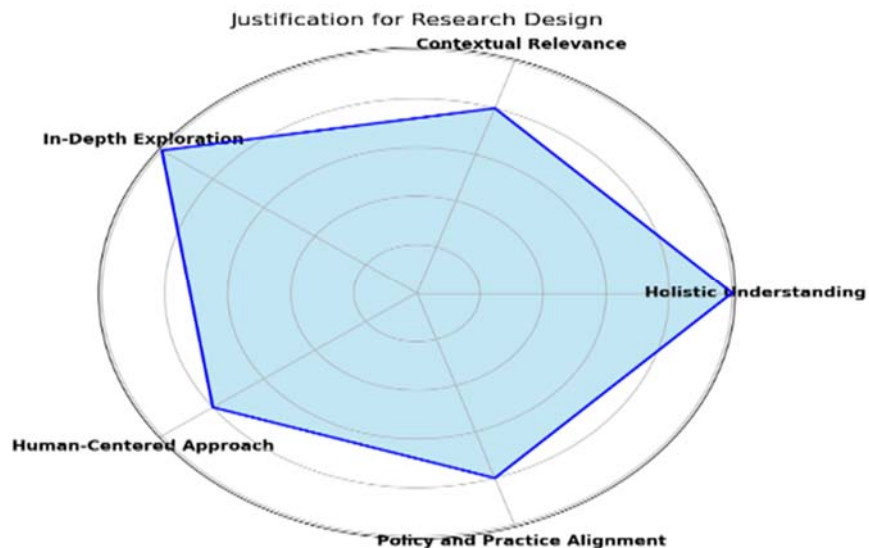 Justification for Research Design
Contextual Relevance
In-Depth Exploration
Holistic Understanding
Human-Centered Approach
Policy and Practice Alignment